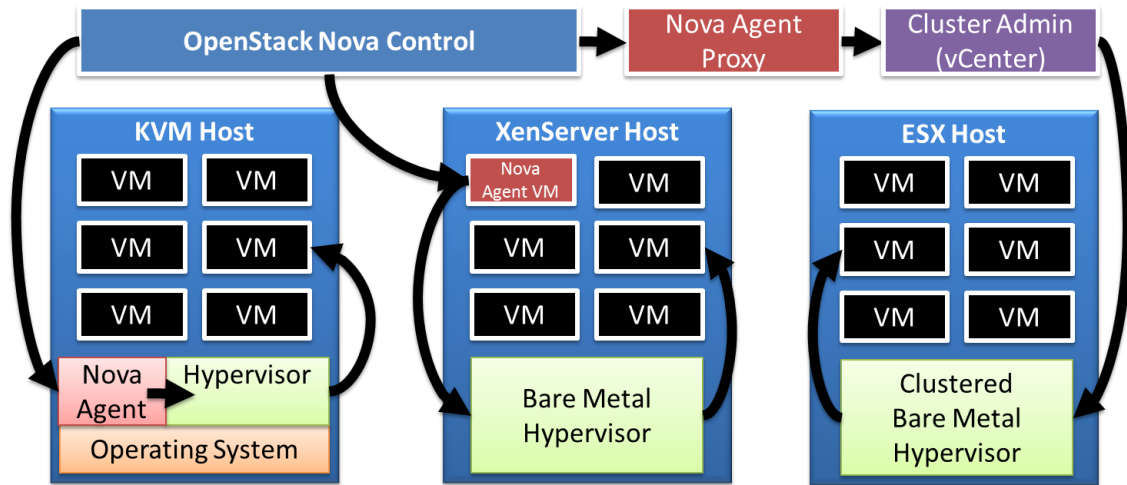 OpenStack Nova Control
Nova Agent
Proxy
Cluster Admin
(vCenter)
KVM Host
VM
VM
VM
VM
VM
VM
Nova
Agent
Hypervisor
Operating System
XenServer Host
Nova
Agent VM
VM
VM
VM
VM
VM
Bare Metal
Hypervisor
ESX Host
VM
VM
VM
VM
VM
VM
Clustered
Bare Metal
Hypervisor